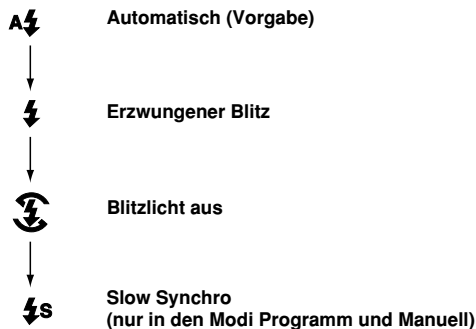 A Automatisch (Vorgabe)
Erzwungener Blitz
Blitzlicht aus
S Slow Synchro
(nur in den Modi Programm und Manuell)